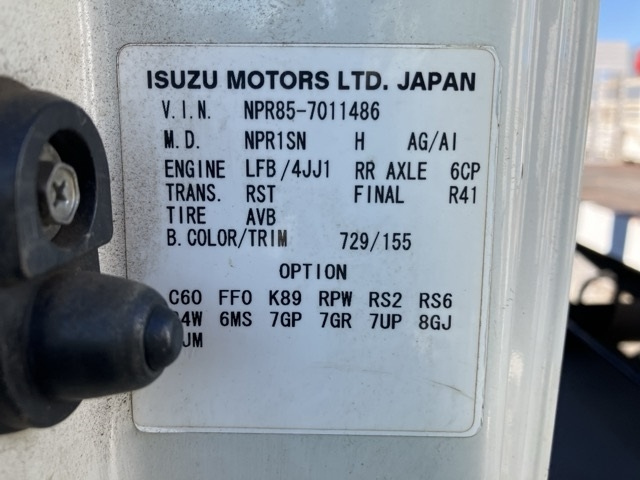 ISUZU MOTORS LTD. JAPAN
V.I.N. NPR85-7011486
M.D. NPR1SN H AG/AI
ENGINE LFB/4JJ1 RR AXLE 6CP
TRANS. RST FINAL R41
TIRE AVB
B.COLOR/TRIM 729/155
OPTION
C60 FF0 K89 RPW RS2 RS6
6MS 7GP 7GR 7UP 8GJ